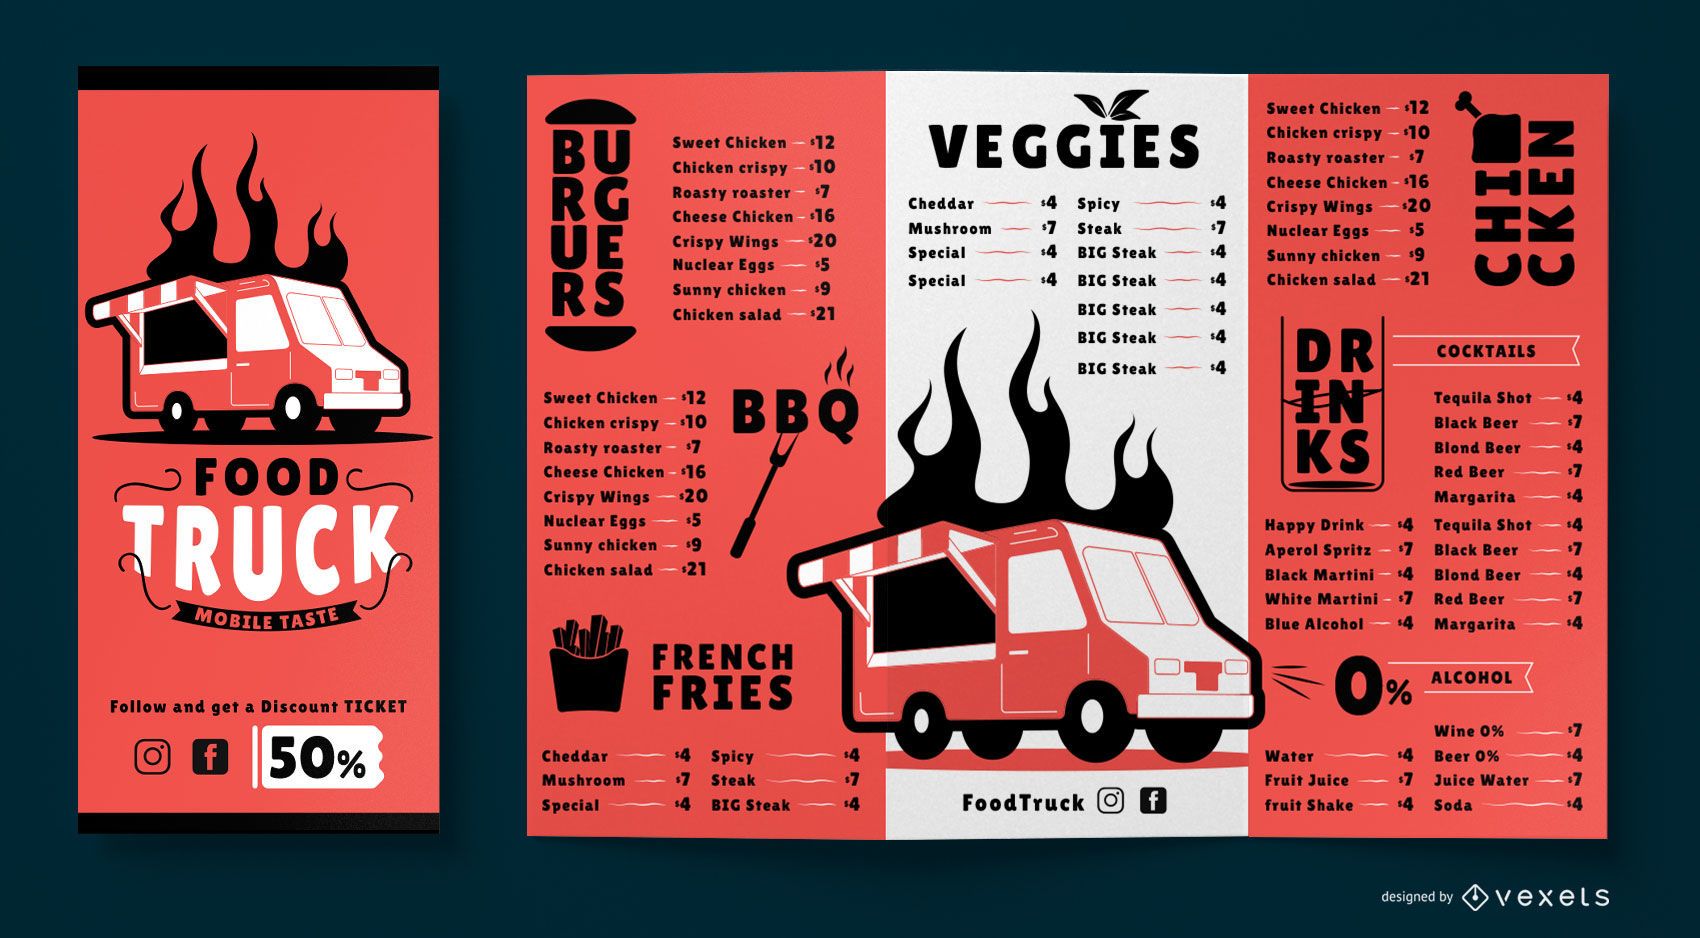 FOOD
TRUCK
MOBILE TASTE
Follow and get a Discount TICKET
50%
BU
RG
UE
RS
Sweet Chicken $12
Chicken crispy $10
Roasty roaster $7
Cheese Chicken $16
Crispy Wings $20
Nuclear Eggs $5
Sunny chicken $9
Chicken salad $21
BBQ
Sweet Chicken $12
Chicken crispy $10
Roasty roaster $7
Cheese Chicken $16
Crispy Wings $20
Nuclear Eggs $5
Sunny chicken $9
Chicken salad $21
FRENCH
FRIES
Cheddar $4
Mushroom $7
Special $4
Spicy $4
Steak $7
BIG Steak $4
VEGGIES
Cheddar $4
Mushroom $7
Special $4
Special $4
Spicy $4
Steak $7
BIG Steak $4
BIG Steak $4
BIG Steak $4
BIG Steak $4
BIG Steak $4
FoodTruck
Sweet Chicken $12
Chicken crispy $10
Roasty roaster $7
Cheese Chicken $16
Crispy Wings $20
Nuclear Eggs $5
Sunny chicken $9
Chicken salad $21
CHI
CKEN
DR
IN
KS
COCKTAILS
Tequila Shot $4
Black Beer $7
Blond Beer $4
Red Beer $7
Margarita $4
Happy Drink $4
Aperol Spritz $7
Black Martini $4
White Martini $7
Blue Alcohol $4
Tequila Shot $4
Black Beer $7
Blond Beer $4
Red Beer $7
Margarita $4
0% ALCOHOL
Water $4
Fruit Juice $7
fruit Shake $4
Wine 0% $7
Beer 0% $4
Juice Water $7
Soda $4
designed by vexels